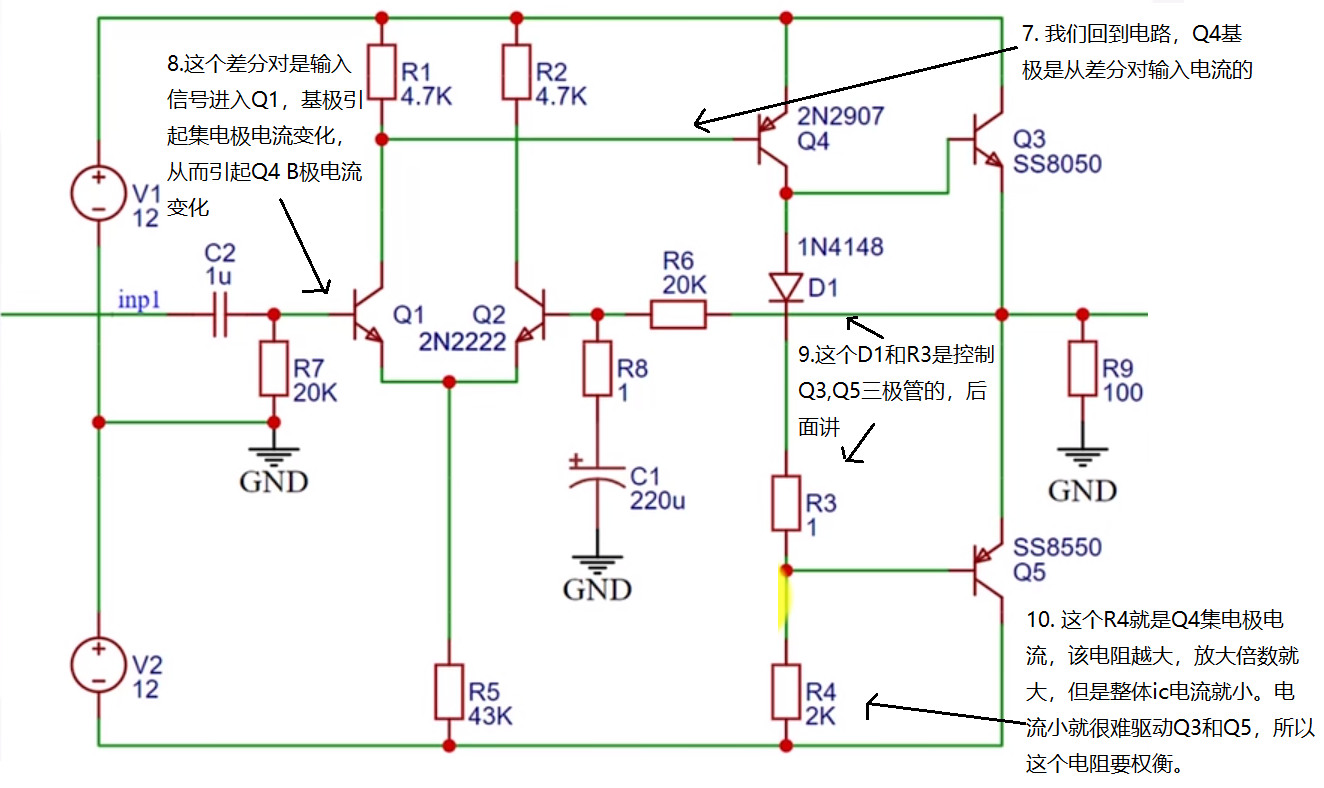 7. 我们回到电路，Q4基
极是从差分对输入电流的
8.这个差分对是输入
信号进入Q1，基极引
起集电极电流变化，
从而引起Q4 B极电流
变化
R1
4.7K
R2
4.7K
2N2907
Q4
Q3
SS8050
V1
12
C2
1u
inp1
Q1
Q2
2N2222
R6
20K
1N4148
D1
R7
20K
R8
1
9.这个D1和R3是控制
Q3,Q5三极管的，后
面讲
R9
100
GND
C1
220u
GND
R3
1
GND
SS8550
Q5
V2
12
R5
43K
R4
2K
10. 这个R4就是Q4集电极电
流，该电阻越大，放大倍数就
大，但是整体ic电流就小。电
流小就很难驱动Q3和Q5，所以
这个电阻要权衡。